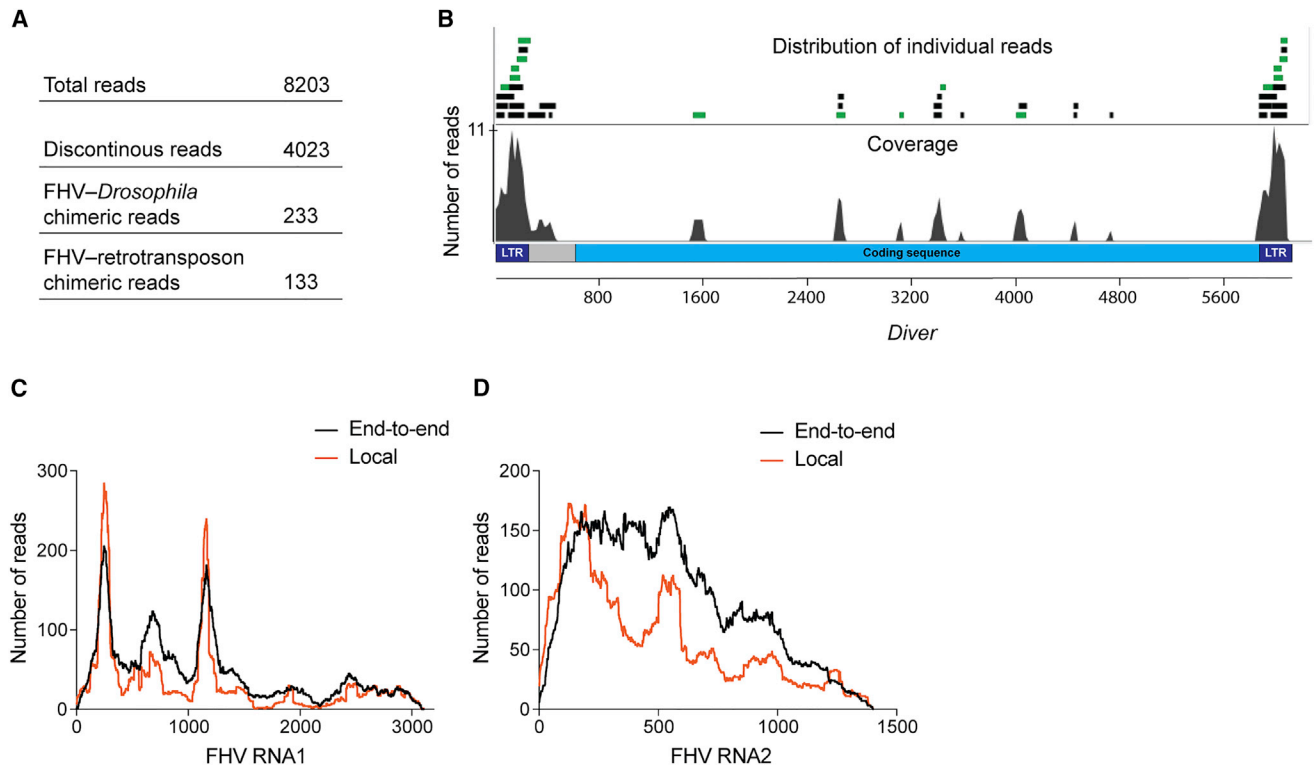 A
Total reads 8203
Discontinous reads 4023
FHV–Drosophila
chimeric reads 233
FHV–retrotransposon
chimeric reads 133
B
Distribution of individual reads
Number of reads
11
Coverage
LTR Coding sequence LTR
800 1600 2400 3200 4000 4800 5600
Diver
C
End-to-end
Local
Number of reads
300
200
100
0
0 1000 2000 3000
FHV RNA1
D
End-to-end
Local
Number of reads
200
150
100
50
0
0 500 1000 1500
FHV RNA2